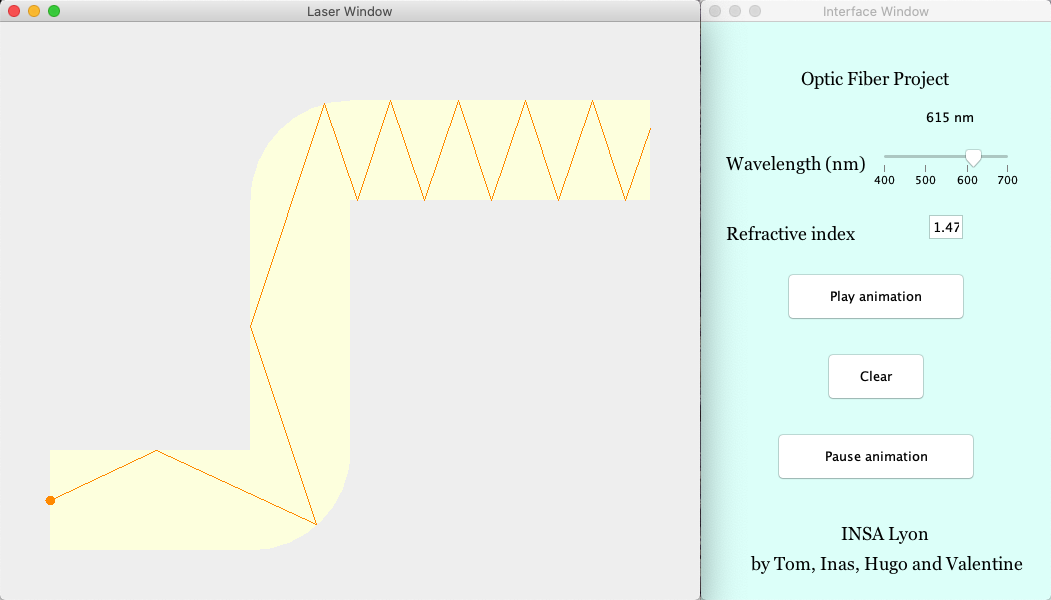 Laser Window
Interface Window
Optic Fiber Project
615 nm
Wavelength (nm)
400 500 600 700
Refractive index
1.47
Play animation
Clear
Pause animation
INSA Lyon
by Tom, Inas, Hugo and Valentine